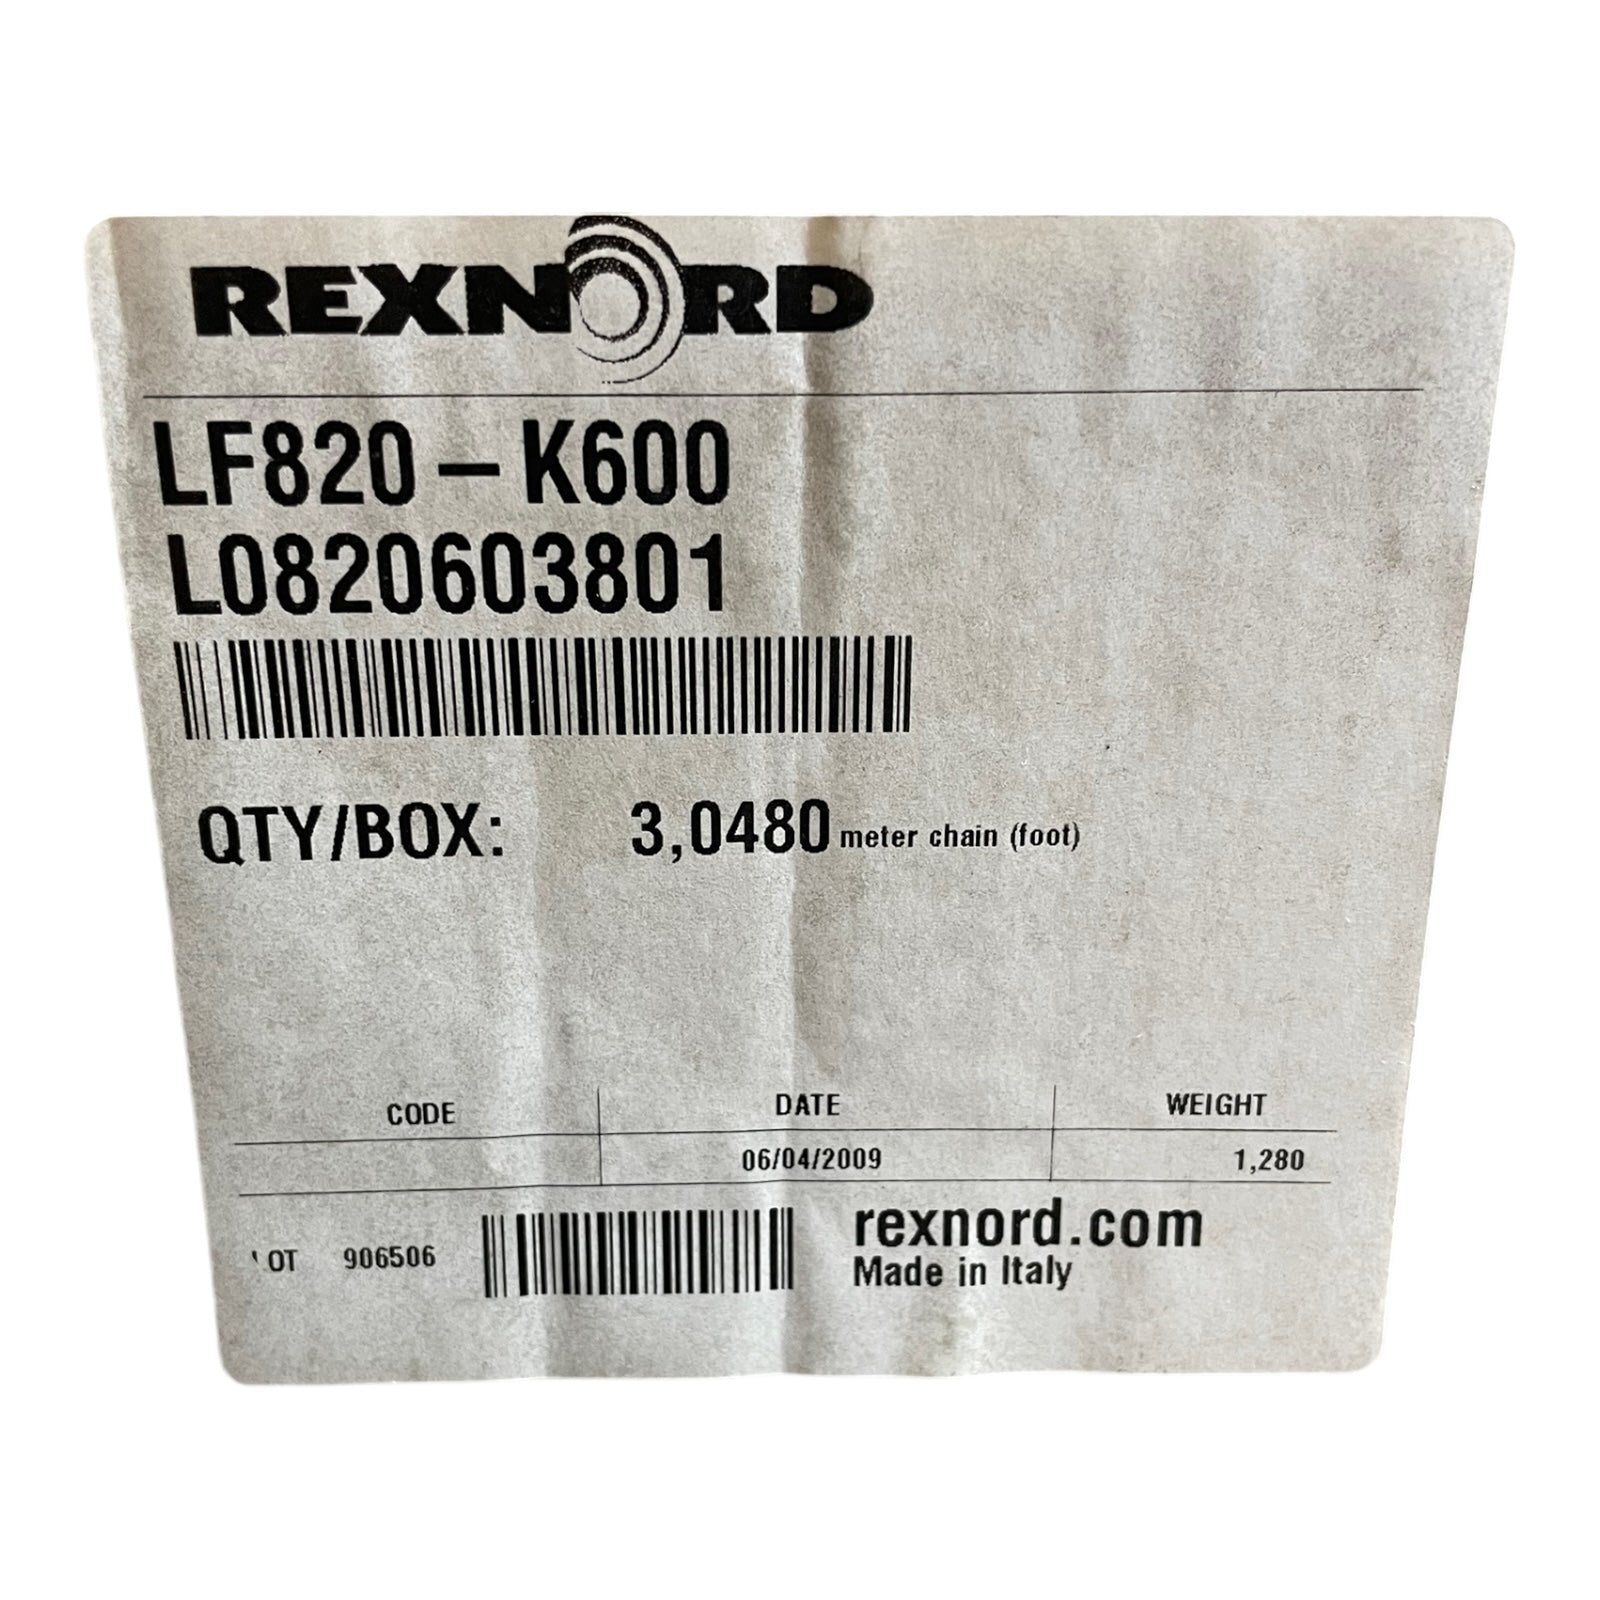 REXNORD
LF820-K600
L0820603801
QTY/BOX: 3,0480 meter chain (foot)
CODE DATE WEIGHT
06/04/2009 1,280
906506
rexnord.com
Made in Italy